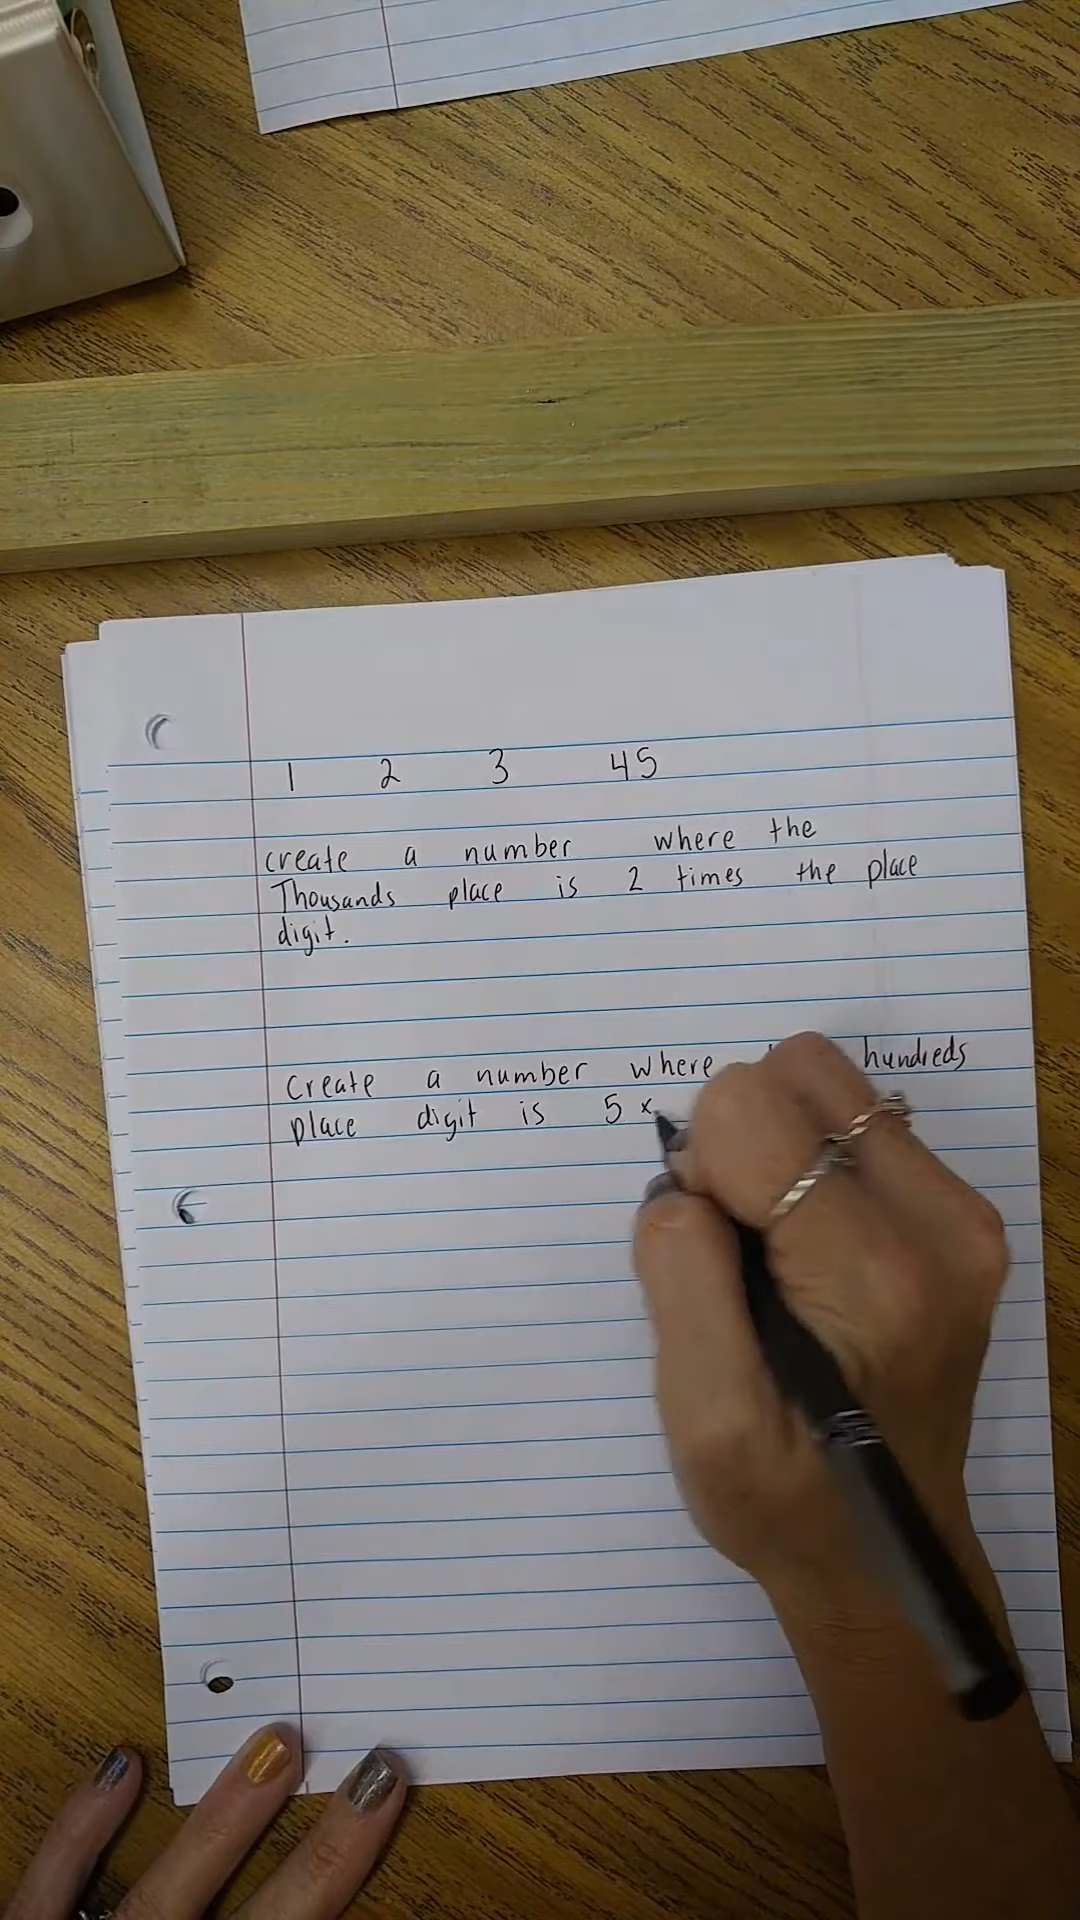 1 2 3 45
create a number where the
Thousands place is 2 times the place
digit.
Create a number where hundreds
place digit is 5 x